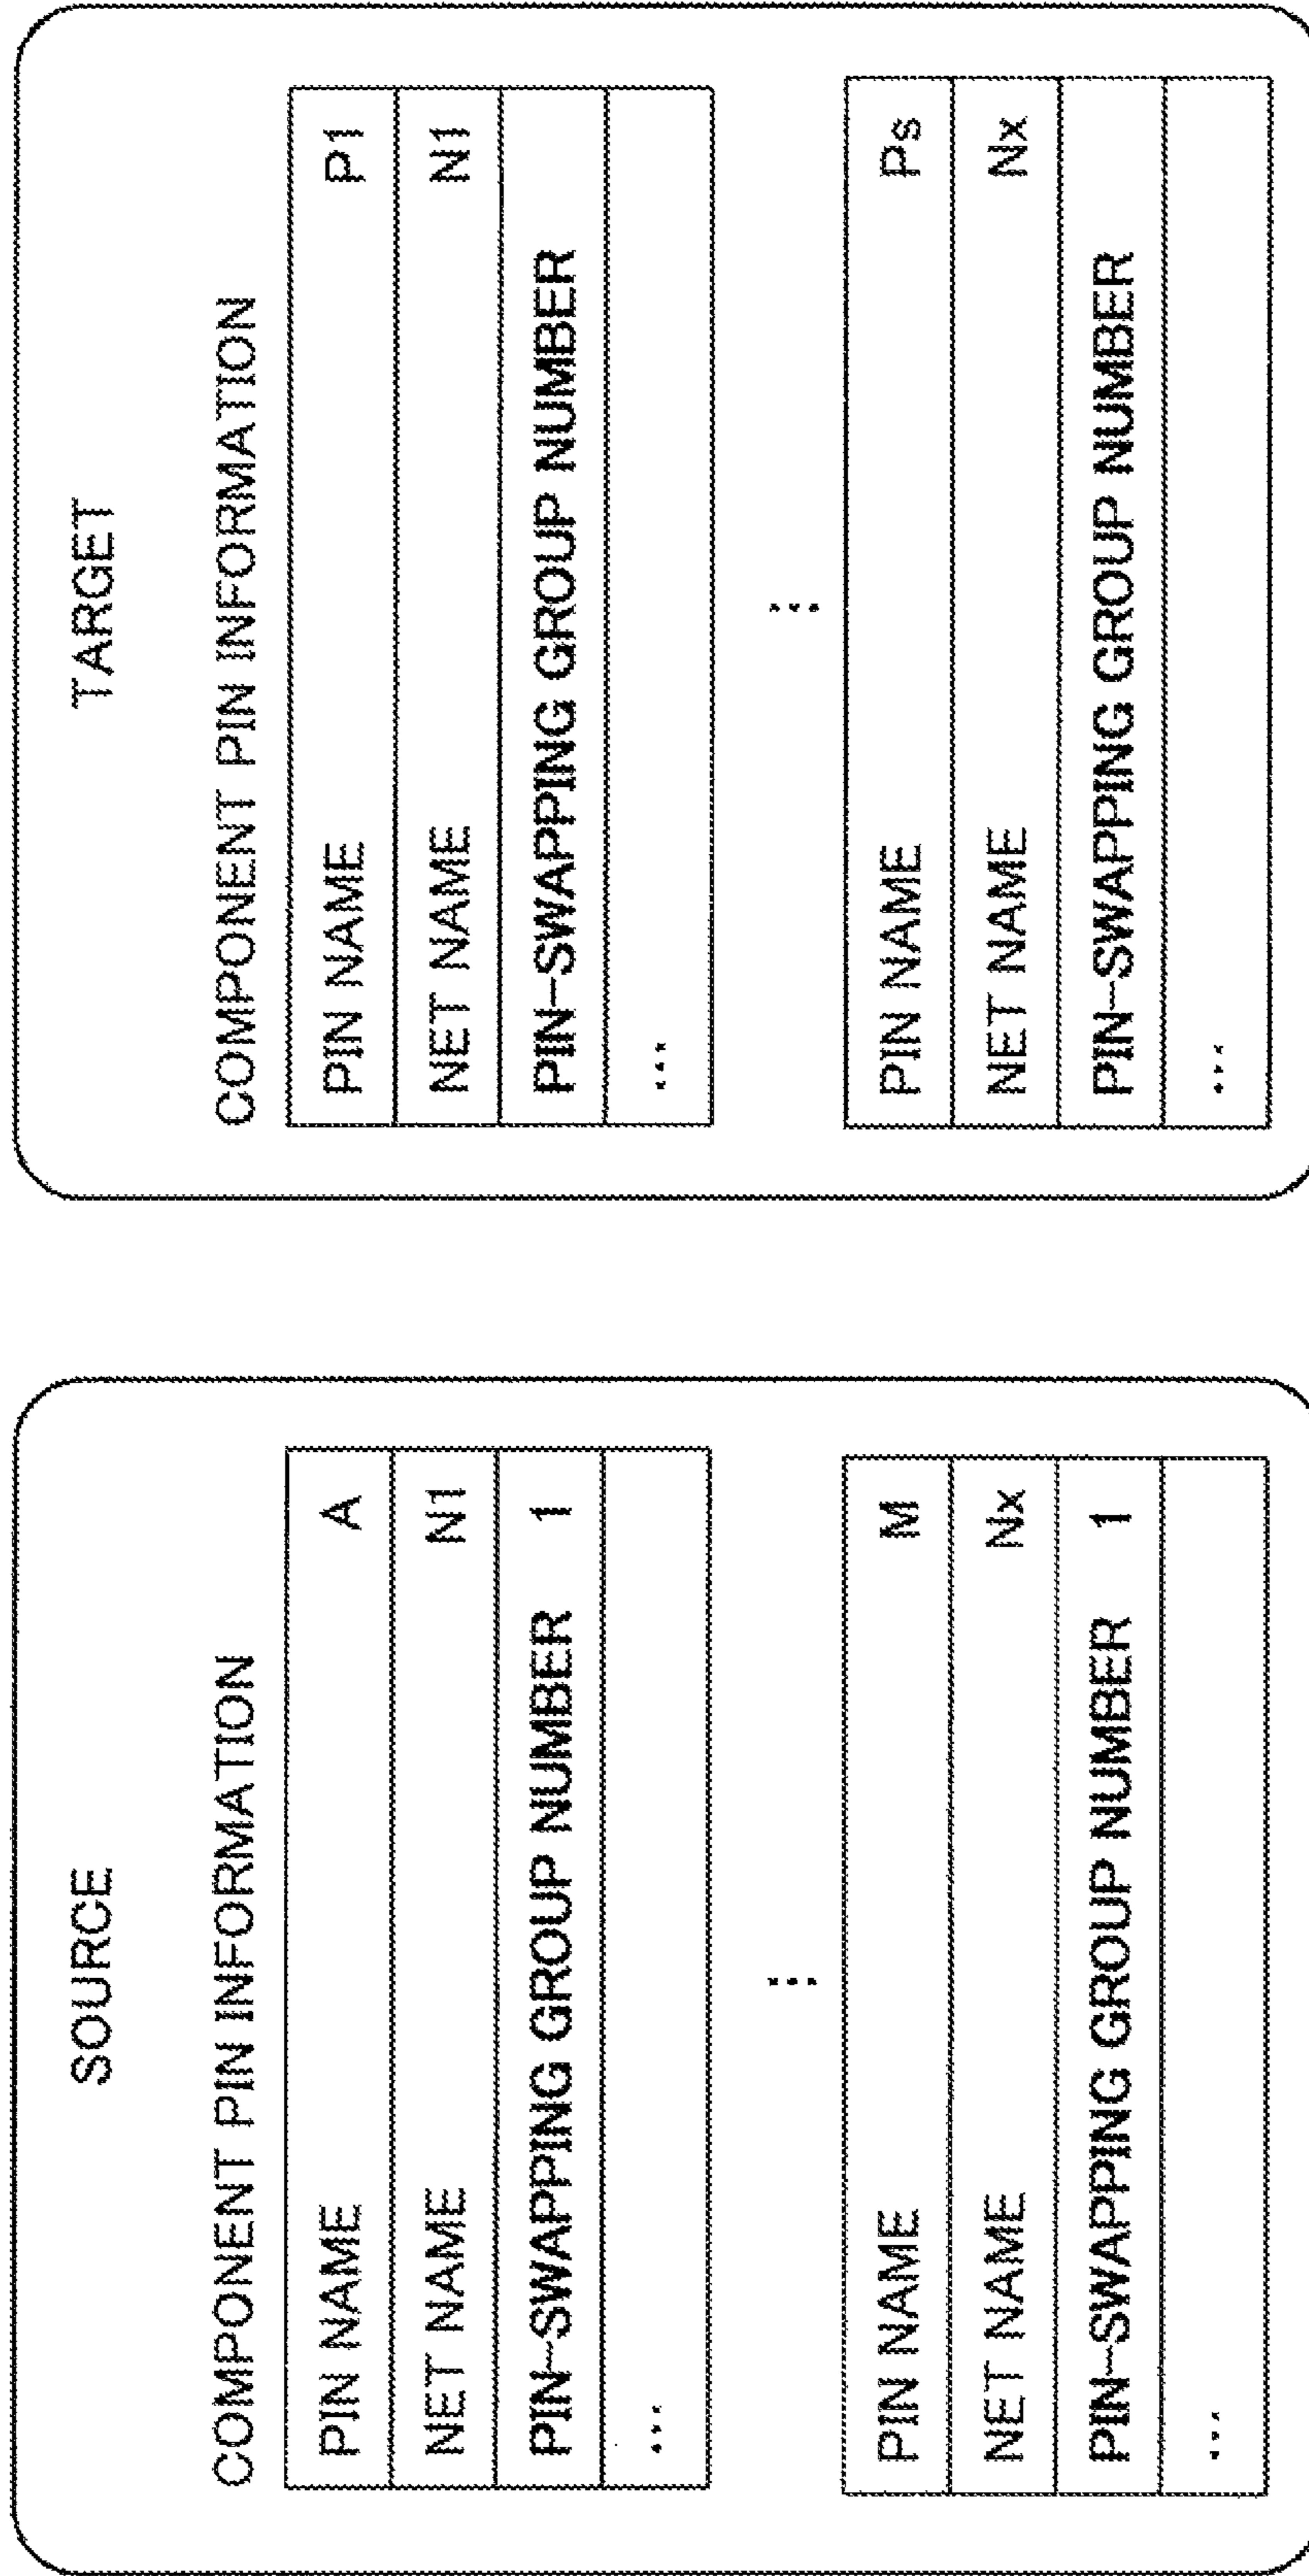 SOURCE
COMPONENT PIN INFORMATION
PIN NAME A
NET NAME N1
PIN-SWAPPING GROUP NUMBER 1
...
⋮
PIN NAME M
NET NAME Nx
PIN-SWAPPING GROUP NUMBER 1
...
TARGET
COMPONENT PIN INFORMATION
PIN NAME P1
NET NAME N1
PIN-SWAPPING GROUP NUMBER
...
⋮
PIN NAME Ps
NET NAME Nx
PIN-SWAPPING GROUP NUMBER
...